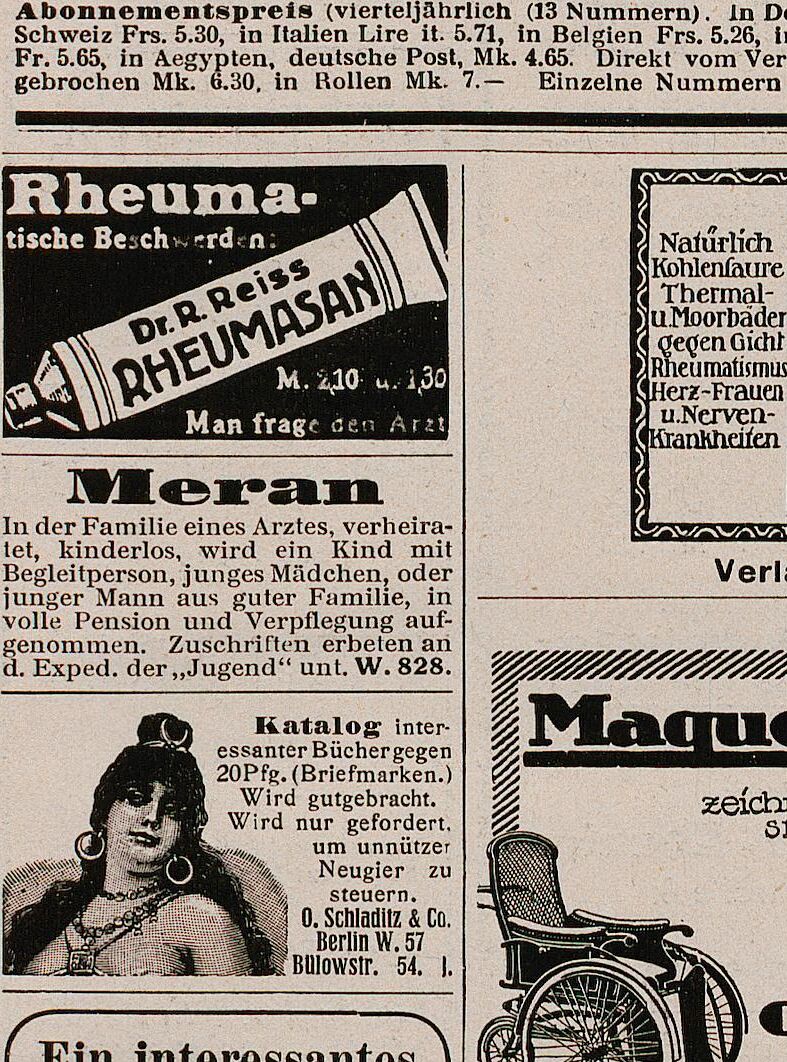 Abonnementspreis (vierteljährlich (13 Nummern). In
Schweiz Frs. 5.30, in Italien Lire it. 5.71, in Belgien Frs. 5.26,
Fr. 5.65, in Aegypten, deutsche Post, Mk. 4.65. Direkt vom Ver
gebrochen Mk. 6.30, in Rollen Mk. 7.— Einzelne Nummern
Rheuma-
tische Beschwerden:
Dr. R. Reiss
RHEUMASAN
M. 2,10 u. 1,30
Man frage den Arzt
Meran
In der Familie eines Arztes, verheira-
tet, kinderlos, wird ein Kind mit
Begleitperson, junges Mädchen, oder
junger Mann aus guter Familie, in
volle Pension und Verpflegung auf-
genommen. Zuschriften erbeten an
d. Exped. der „Jugend“ unt. W. 828.
Katalog inter-
essanter Bücher gegen
20Pfg. (Briefmarken.)
Wird gutgebracht.
Wird nur gefordert,
um unnützer
Neugier zu
steuern.
O. Schladitz & Co.
Berlin W. 57
Bülowstr. 54. I.
Ein interessantes
Natürlich
Kohlensaure
Thermal-
u. Moorbäder
gegen Gicht
Rheumatismus
Herz-Frauen
u. Nerven-
Krankheiten
Verla
Maque
zeich